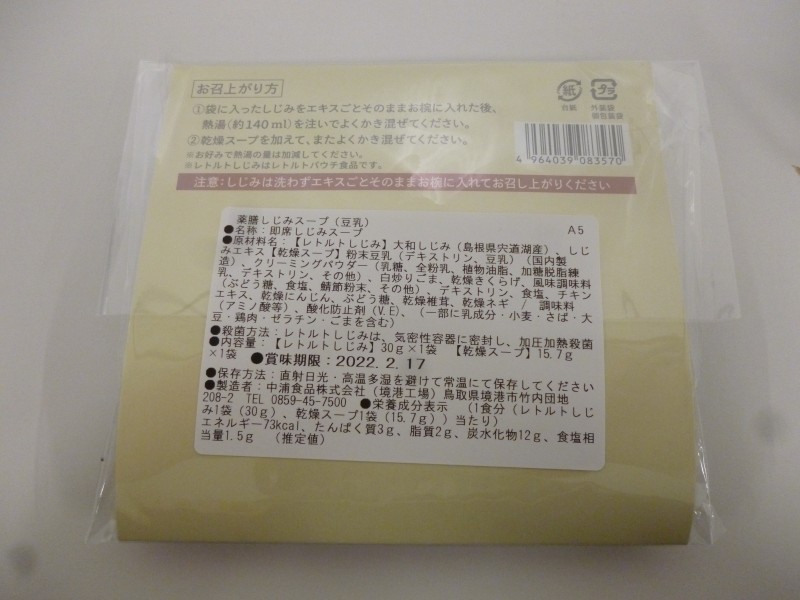 お召上がり方
①袋に入ったしじみをエキスごとそのままお椀に入れた後、
熱湯(約140ml)を注いでよくかき混ぜてください。
②乾燥スープを加えて、またよくかき混ぜてください。
※お好みで熱湯の量は加減してください。
※レトルトしじみはレトルトパウチ食品です。
紙
台紙
プラ
外装袋
個包装袋
4 964039 083570
注意:しじみは洗わずエキスごとそのままお椀に入れてお召し上がりください
薬膳しじみスープ(豆乳)
A5
●名称:即席しじみスープ
●原材料名:【レトルトしじみ】大和しじみ(島根県宍道湖産)、しじ
みエキス【乾燥スープ】粉末豆乳(デキストリン、豆乳)(国内製
造)、クリーミングパウダー(乳糖、全粉乳、植物油脂、加糖脱脂練
乳、デキストリン、その他)、白炒りごま、乾燥きくらげ、風味調味料
(ぶどう糖、食塩、鯖節粉末、その他)、デキストリン、食塩、チキン
エキス、乾燥にんじん、ぶどう糖、乾燥椎茸、乾燥ネギ / 調味料
(アミノ酸等)、酸化防止剤(V.E)、(一部に乳成分・小麦・さば・大
豆・鶏肉・ゼラチン・ごまを含む)
●殺菌方法:レトルトしじみは、気密性容器に密封し、加圧加熱殺菌
●内容量:【レトルトしじみ】30g×1袋 【乾燥スープ】15.7g
×1袋 ●賞味期限:2022.2.17
●保存方法:直射日光・高温多湿を避けて常温にて保存してください
●製造者:中浦食品株式会社(境港工場)鳥取県境港市竹内団地
208-2 TEL 0859-45-7500 ●栄養成分表示 (1食分(レトルトしじ
み1袋(30g)、乾燥スープ1袋(15.7g))当たり)
エネルギー73kcal、たんぱく質3g、脂質2g、炭水化物12g、食塩相
当量1.5g (推定値)